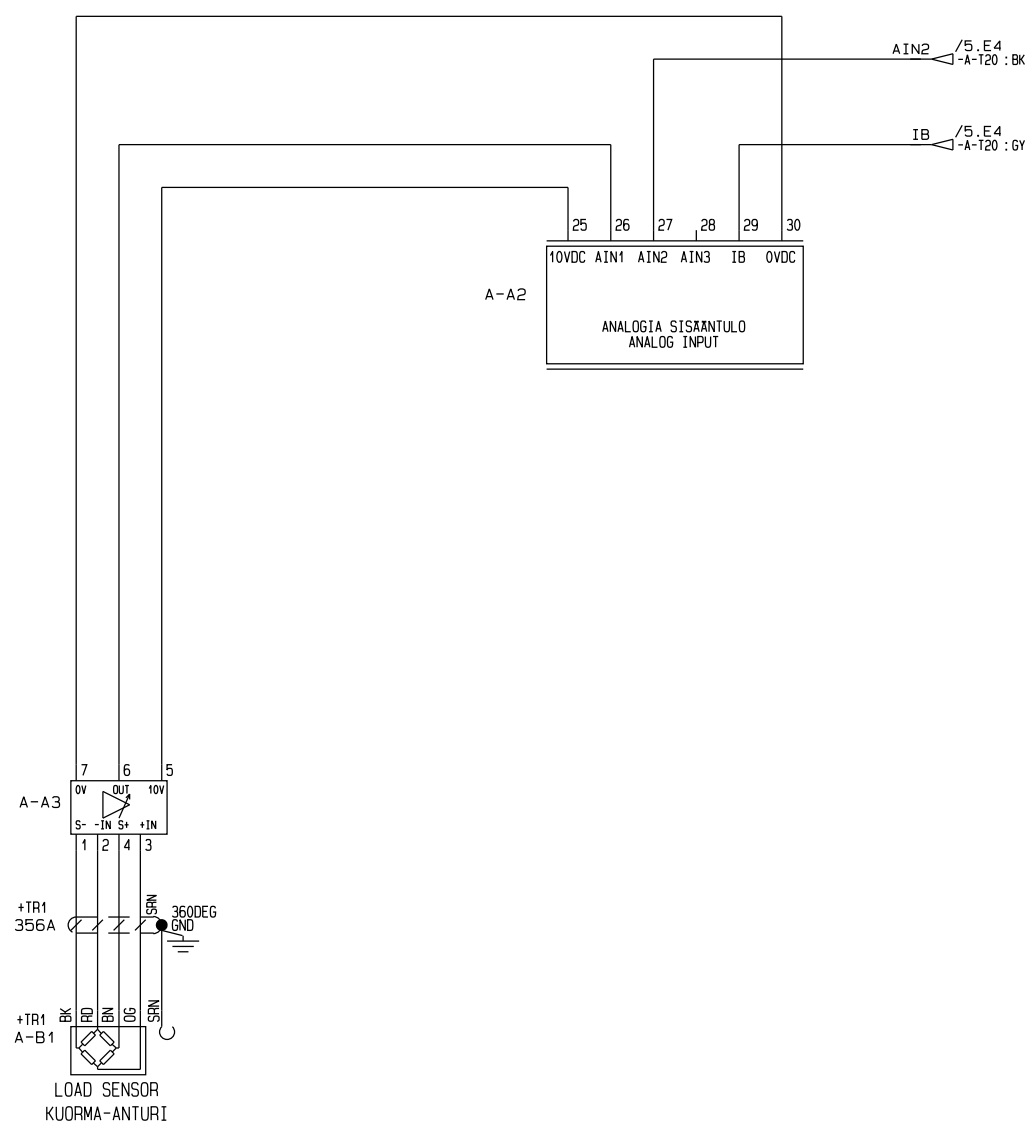 AIN2 /5.E4
-A-T20 :BK
IB /5.E4
-A-T20 :GY
25 26 27 28 29 30
10VDC AIN1 AIN2 AIN3 IB 0VDC
A-A2
ANALOGIA SISÄÄNTULO
ANALOG INPUT
7 6 5
0V OUT 10V
A-A3
S- -IN S+ +IN
1 2 4 3
SRN
+TR1
356A
360DEG
GND
BK RD BN OG SRN
+TR1
A-B1
LOAD SENSOR
KUORMA-ANTURI